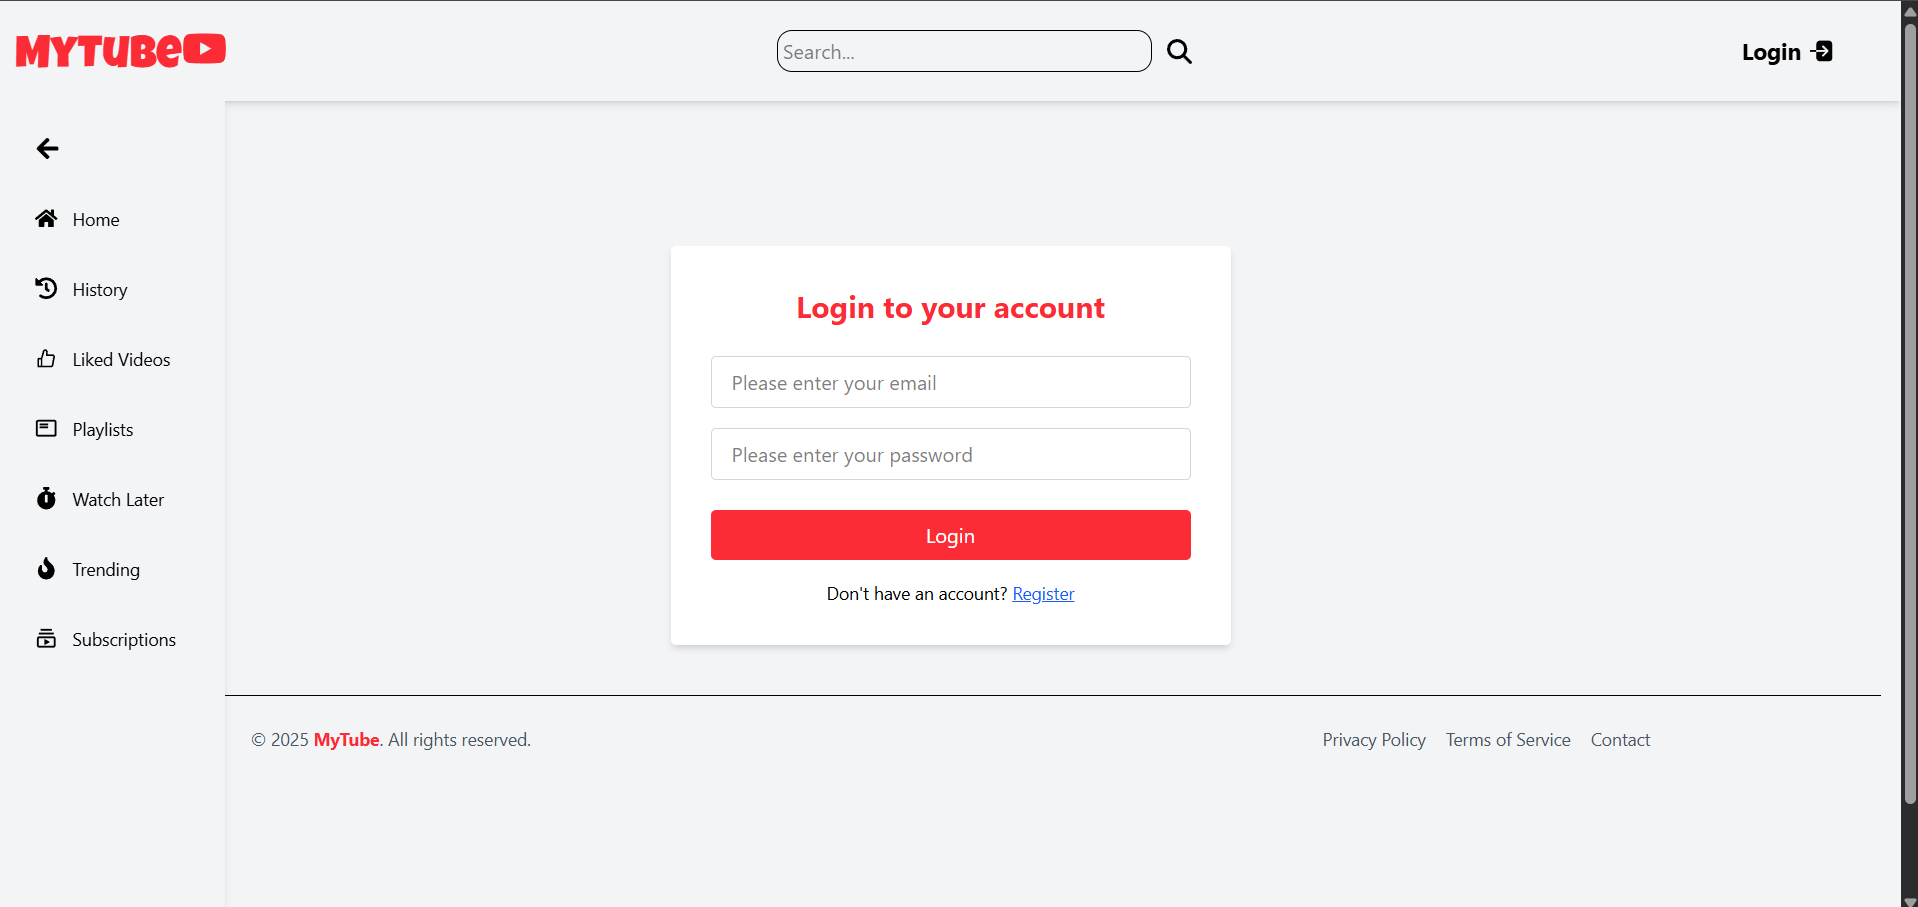 MYTUBE
Search...
Login
Home
History
Liked Videos
Playlists
Watch Later
Trending
Subscriptions
Login to your account
Please enter your email
Please enter your password
Login
Don't have an account? Register
© 2025 MyTube. All rights reserved.
Privacy Policy Terms of Service Contact